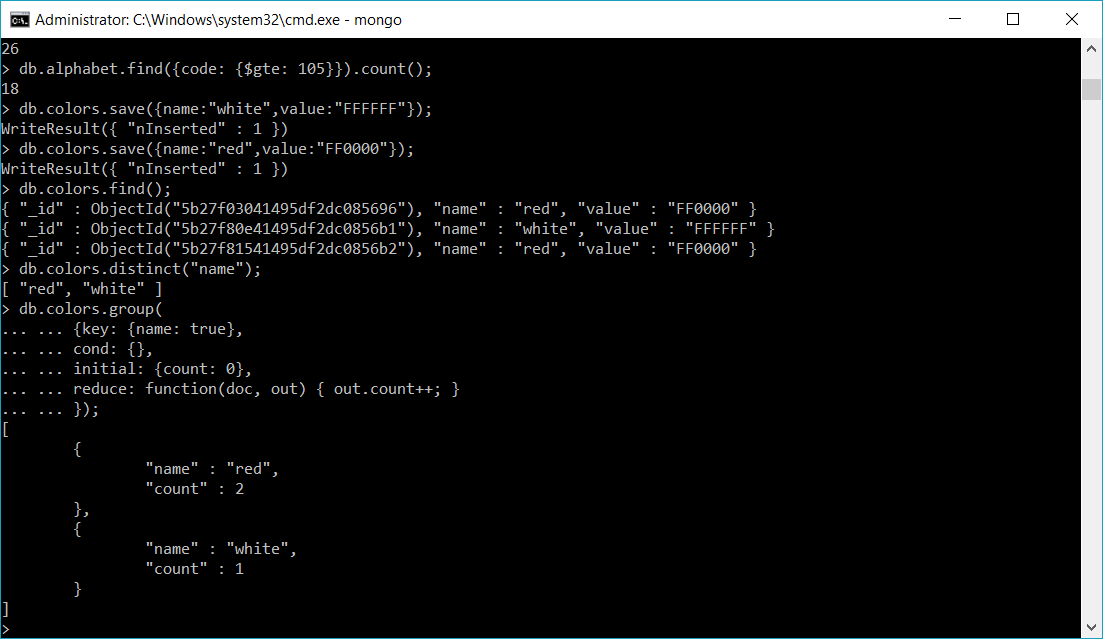 Administrator: C:\Windows\system32\cmd.exe - mongo
26
> db.alphabet.find({code: {$gte: 105}}).count();
18
> db.colors.save({name:"white",value:"FFFFFF"});
WriteResult({ "nInserted" : 1 })
> db.colors.save({name:"red",value:"FF0000"});
WriteResult({ "nInserted" : 1 })
> db.colors.find();
{ "_id" : ObjectId("5b27f03041495df2dc085696"), "name" : "red", "value" : "FF0000" }
{ "_id" : ObjectId("5b27f80e41495df2dc0856b1"), "name" : "white", "value" : "FFFFFF" }
{ "_id" : ObjectId("5b27f81541495df2dc0856b2"), "name" : "red", "value" : "FF0000" }
> db.colors.distinct("name");
[ "red", "white" ]
> db.colors.group(
... ... {key: {name: true},
... ... cond: {},
... ... initial: {count: 0},
... ... reduce: function(doc, out) { out.count++; }
... ... });
[
        {
                "name" : "red",
                "count" : 2
        },
        {
                "name" : "white",
                "count" : 1
        }
]
>